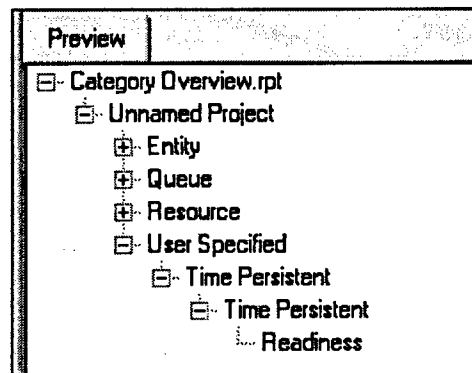 Preview
Category Overview.rpt
Unnamed Project
Entity
Queue
Resource
User Specified
Time Persistent
Time Persistent
Readiness